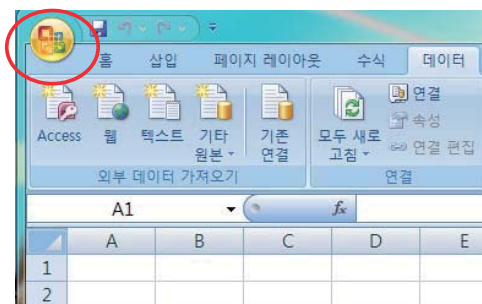 홈 삽입 페이지 레이아웃 수식 데이터
Access 웹 텍스트 기타 원본 기존 연결 모두 새로 고침 연결
속성
연결 편집
외부 데이터 가져오기 연결
A1 fx
A B C D E
1
2